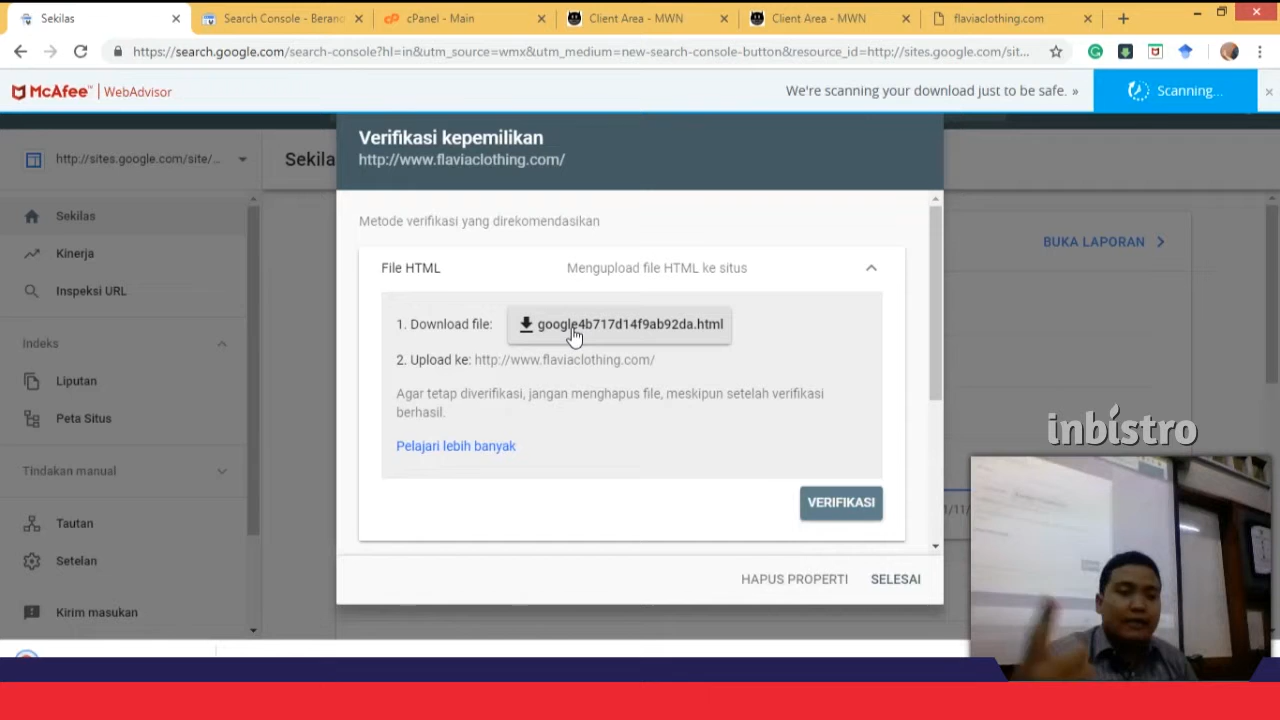 Sekilas
Search Console - Berand
cPanel - Main
Client Area - MWN
Client Area - MWN
flaviaclothing.com
https://search.google.com/search-console?hl=in&utm_source=wmx&utm_medium=new-search-console-button&resource_id=http://sites.google.com/sit...
McAfee™ | WebAdvisor
We're scanning your download just to be safe. »
Scanning...
Verifikasi kepemilikan
http://www.flaviaclothing.com/
http://sites.google.com/site/...
Sekila
Sekilas
Kinerja
Inspeksi URL
Indeks
Liputan
Peta Situs
Tindakan manual
Tautan
Setelan
Kirim masukan
Metode verifikasi yang direkomendasikan
File HTML
Mengupload file HTML ke situs
1. Download file:
google4b717d14f9ab92da.html
2. Upload ke: http://www.flaviaclothing.com/
Agar tetap diverifikasi, jangan menghapus file, meskipun setelah verifikasi
berhasil.
Pelajari lebih banyak
VERIFIKASI
HAPUS PROPERTI
SELESAI
BUKA LAPORAN
inbistro
1/11/